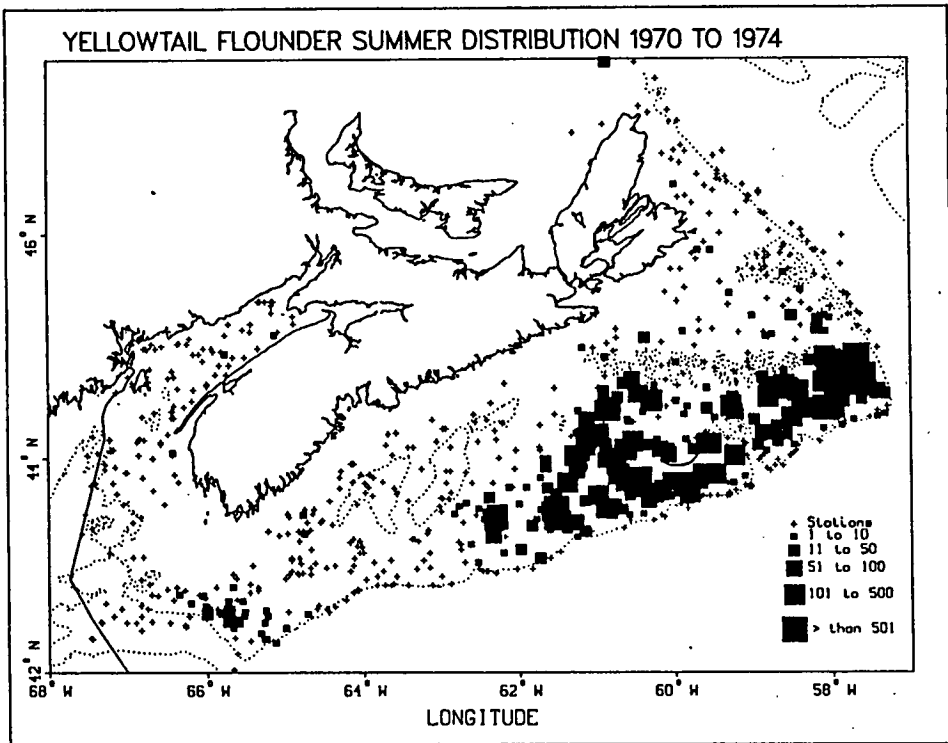 YELLOWTAIL FLOUNDER SUMMER DISTRIBUTION 1970 TO 1974
46° N
44° N
42° N
+ Stations
1 to 10
11 to 50
51 to 100
101 to 500
> than 501
68° W 66° W 64° W 62° W 60° W 58° W
LONGITUDE